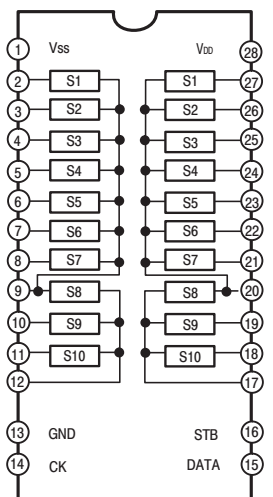 1 Vss VDD 28
2 S1 S1 27
3 S2 S2 26
4 S3 S3 25
5 S4 S4 24
6 S5 S5 23
7 S6 S6 22
8 S7 S7 21
9 S8 S8 20
10 S9 S9 19
11 S10 S10 18
12 17
13 GND STB 16
14 CK DATA 15